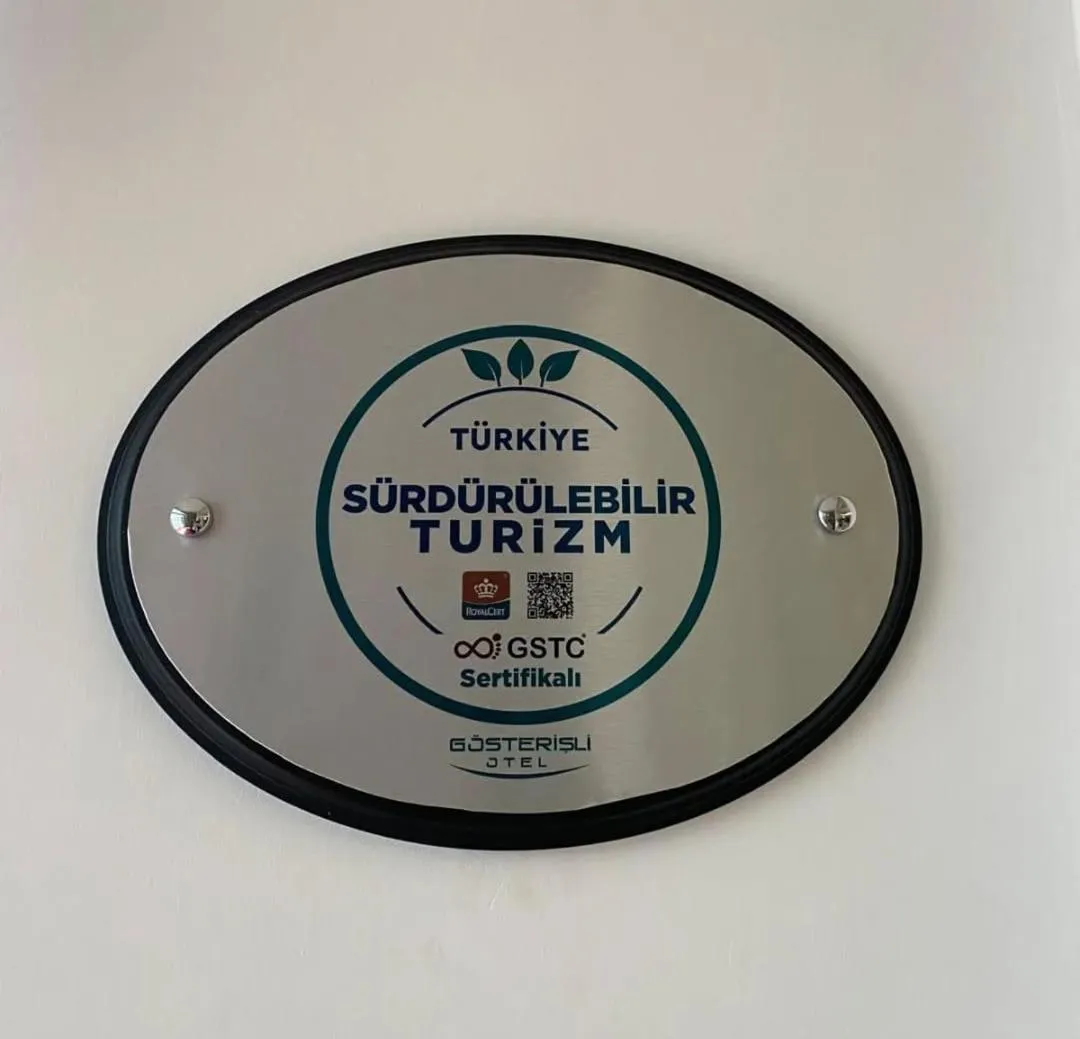 TÜRKİYE
SÜRDÜRÜLEBİLİR
TURİZM
ROYALCERT
GSTC
Sertifikalı
GÖSTERİŞLİ
OTEL